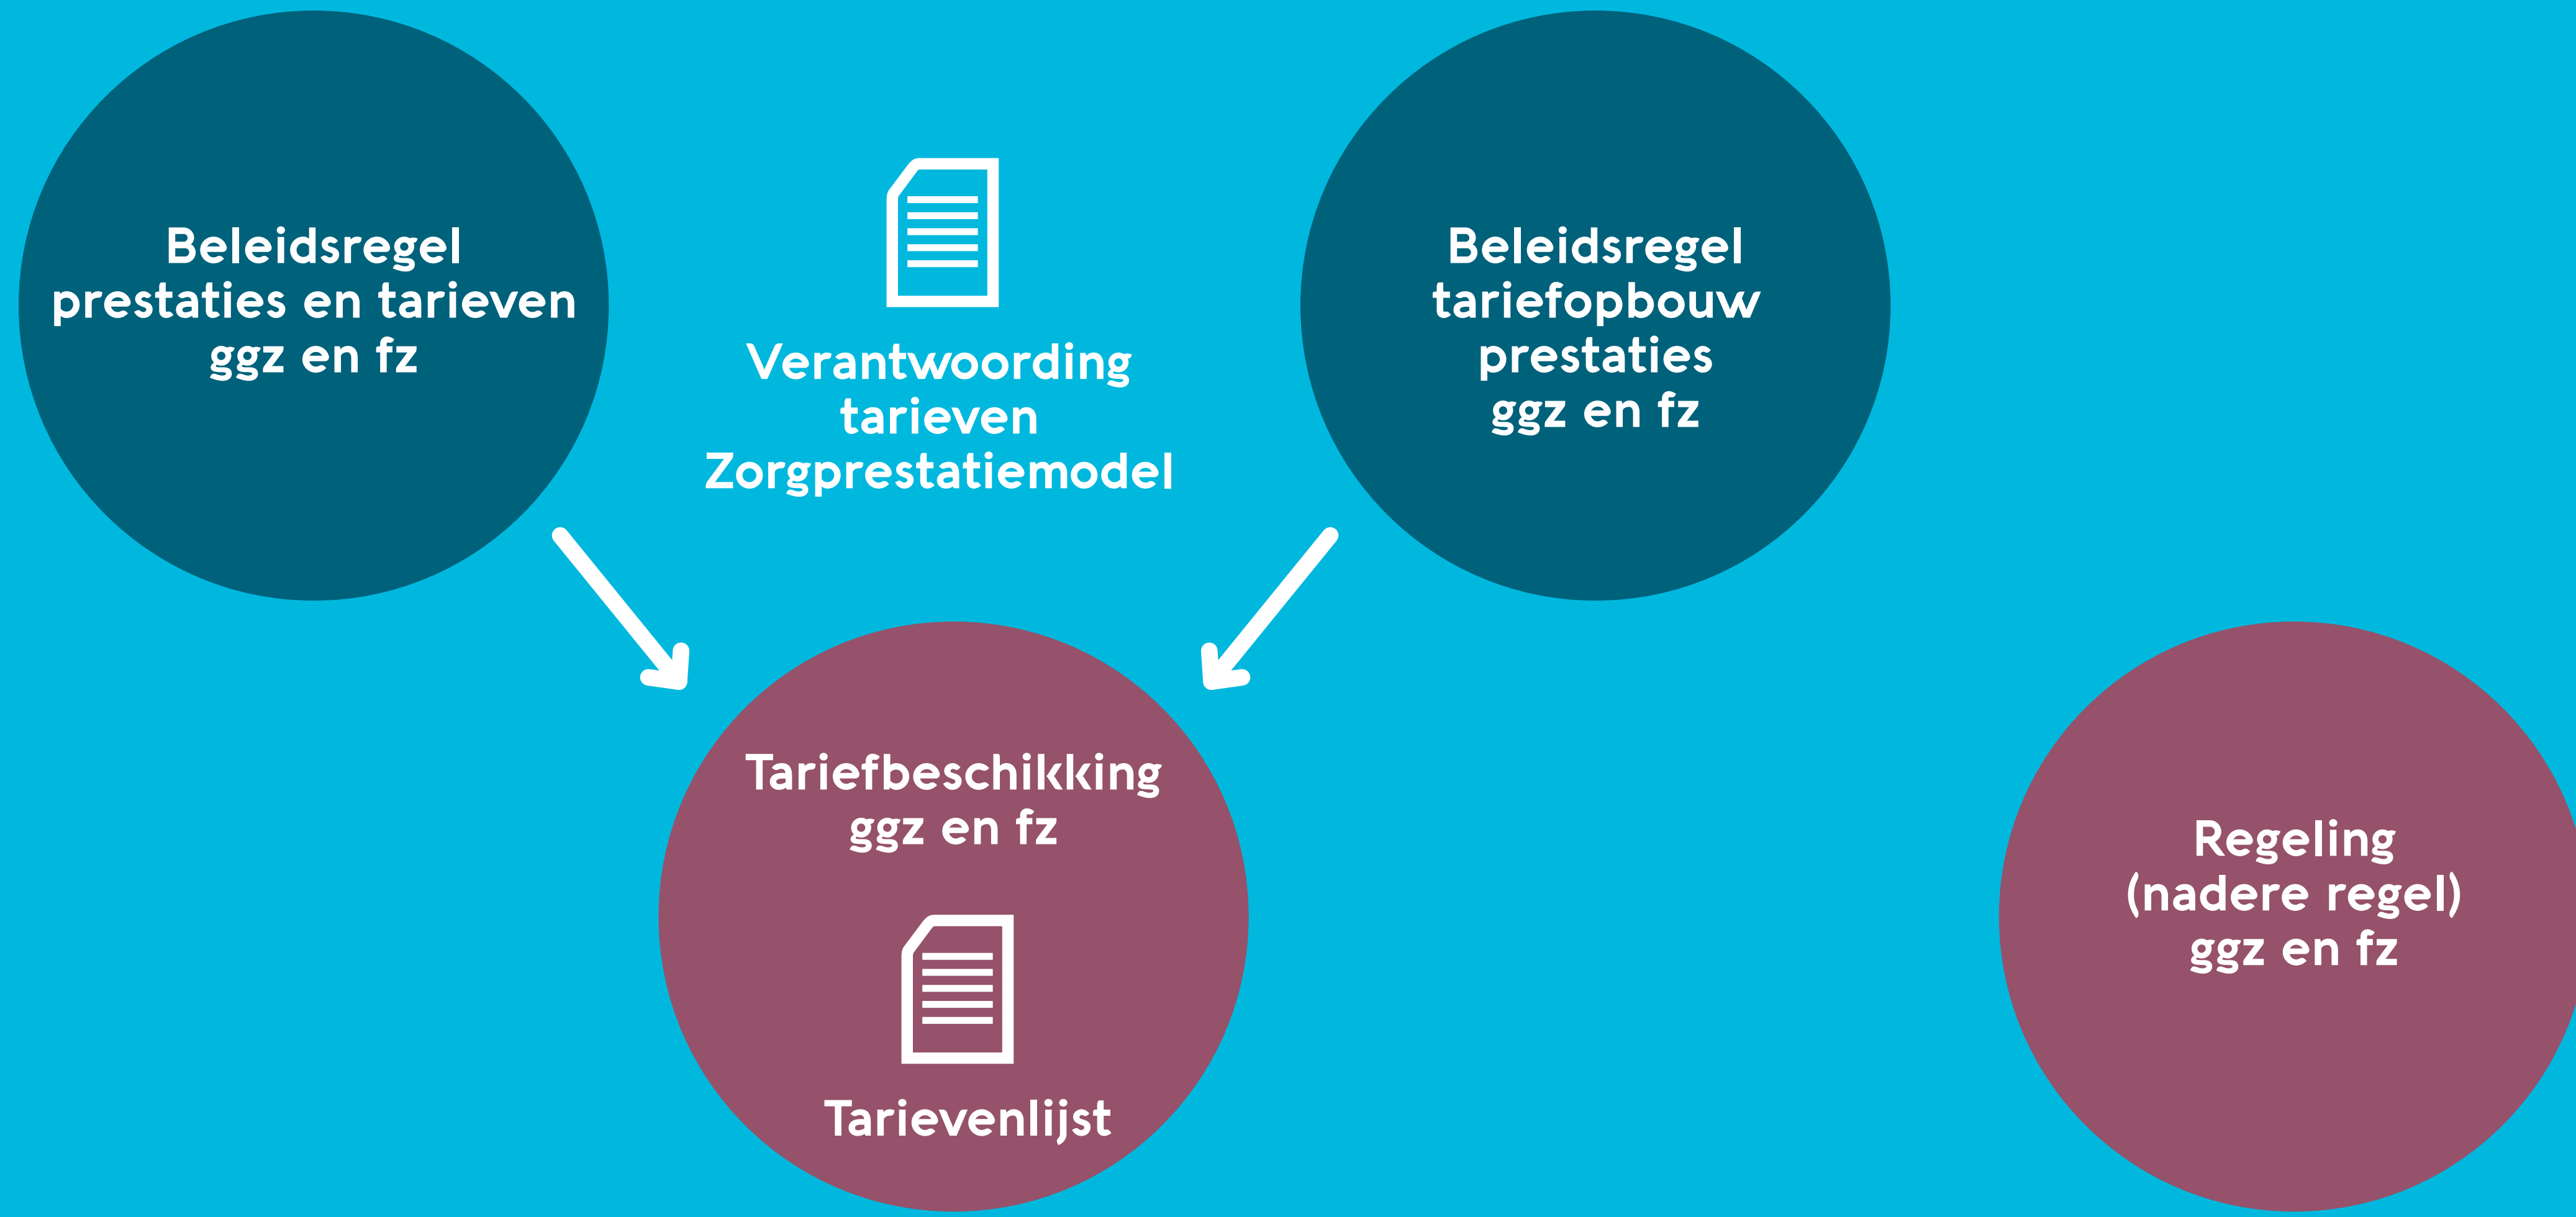 Beleidsregel
prestaties en tarieven
ggz en fz
Verantwoording
tarieven
Zorgprestatiemodel
Beleidsregel
tariefopbouw
prestaties
ggz en fz
Tariefbeschikking
ggz en fz
Tarievenlijst
Regeling
(nadere regel)
ggz en fz